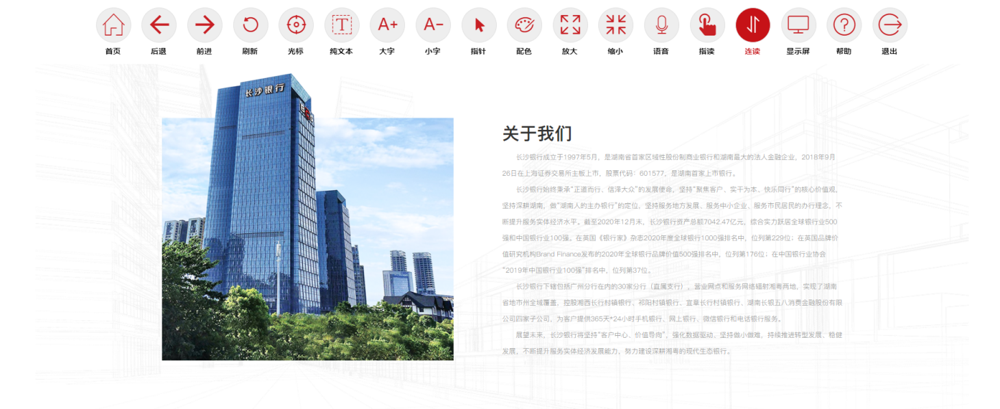 T
A+
A-
?
首页 后退 前进 刷新 光标 纯文本 大字 小字 指针 配色 放大 缩小 语音 指读 连读 显示屏 帮助 退出
长沙银行
关于我们
长沙银行成立于1997年5月，是湖南省首家区域性股份制商业银行和湖南最大的法人金融企业，2018年9月
26日在上海证券交易所主板上市，股票代码：601577，是湖南首家上市银行。
长沙银行始终秉承“正道而行、信泽大众”的发展使命，坚持“聚焦客户、实干为本、快乐同行”的核心价值观，
坚持深耕湖南，做“湖南人的主办银行”的定位，坚持服务地方发展、服务中小企业、服务市民居民的办行理念，不
断提升服务实体经济水平。截至2020年12月末，长沙银行资产总额7042.47亿元，综合实力跃居全球银行业500
强和中国银行业100强。在英国《银行家》杂志2020年度全球银行1000强排名中，位列第229位；在英国品牌价
值研究机构Brand Finance发布的2020年全球银行品牌价值500强排名中，位列第176位；在中国银行业协会
“2019年中国银行业100强”排名中，位列第37位。
长沙银行下辖包括广州分行在内的30家分行（直属支行），营业网点和服务网络辐射湘粤两地，实现了湖南
省地市州全域覆盖，控股湘西长行村镇银行、祁阳村镇银行、宜章长行村镇银行、湖南长银五八消费金融股份有限
公司四家子公司，为客户提供365天*24小时手机银行、网上银行、微信银行和电话银行服务。
展望未来，长沙银行将坚持“客户中心、价值导向”，强化数据驱动，坚持做小做难，持续推进转型发展、稳健
发展，不断提升服务实体经济发展能力，努力建设深耕湘粤的现代生态银行。